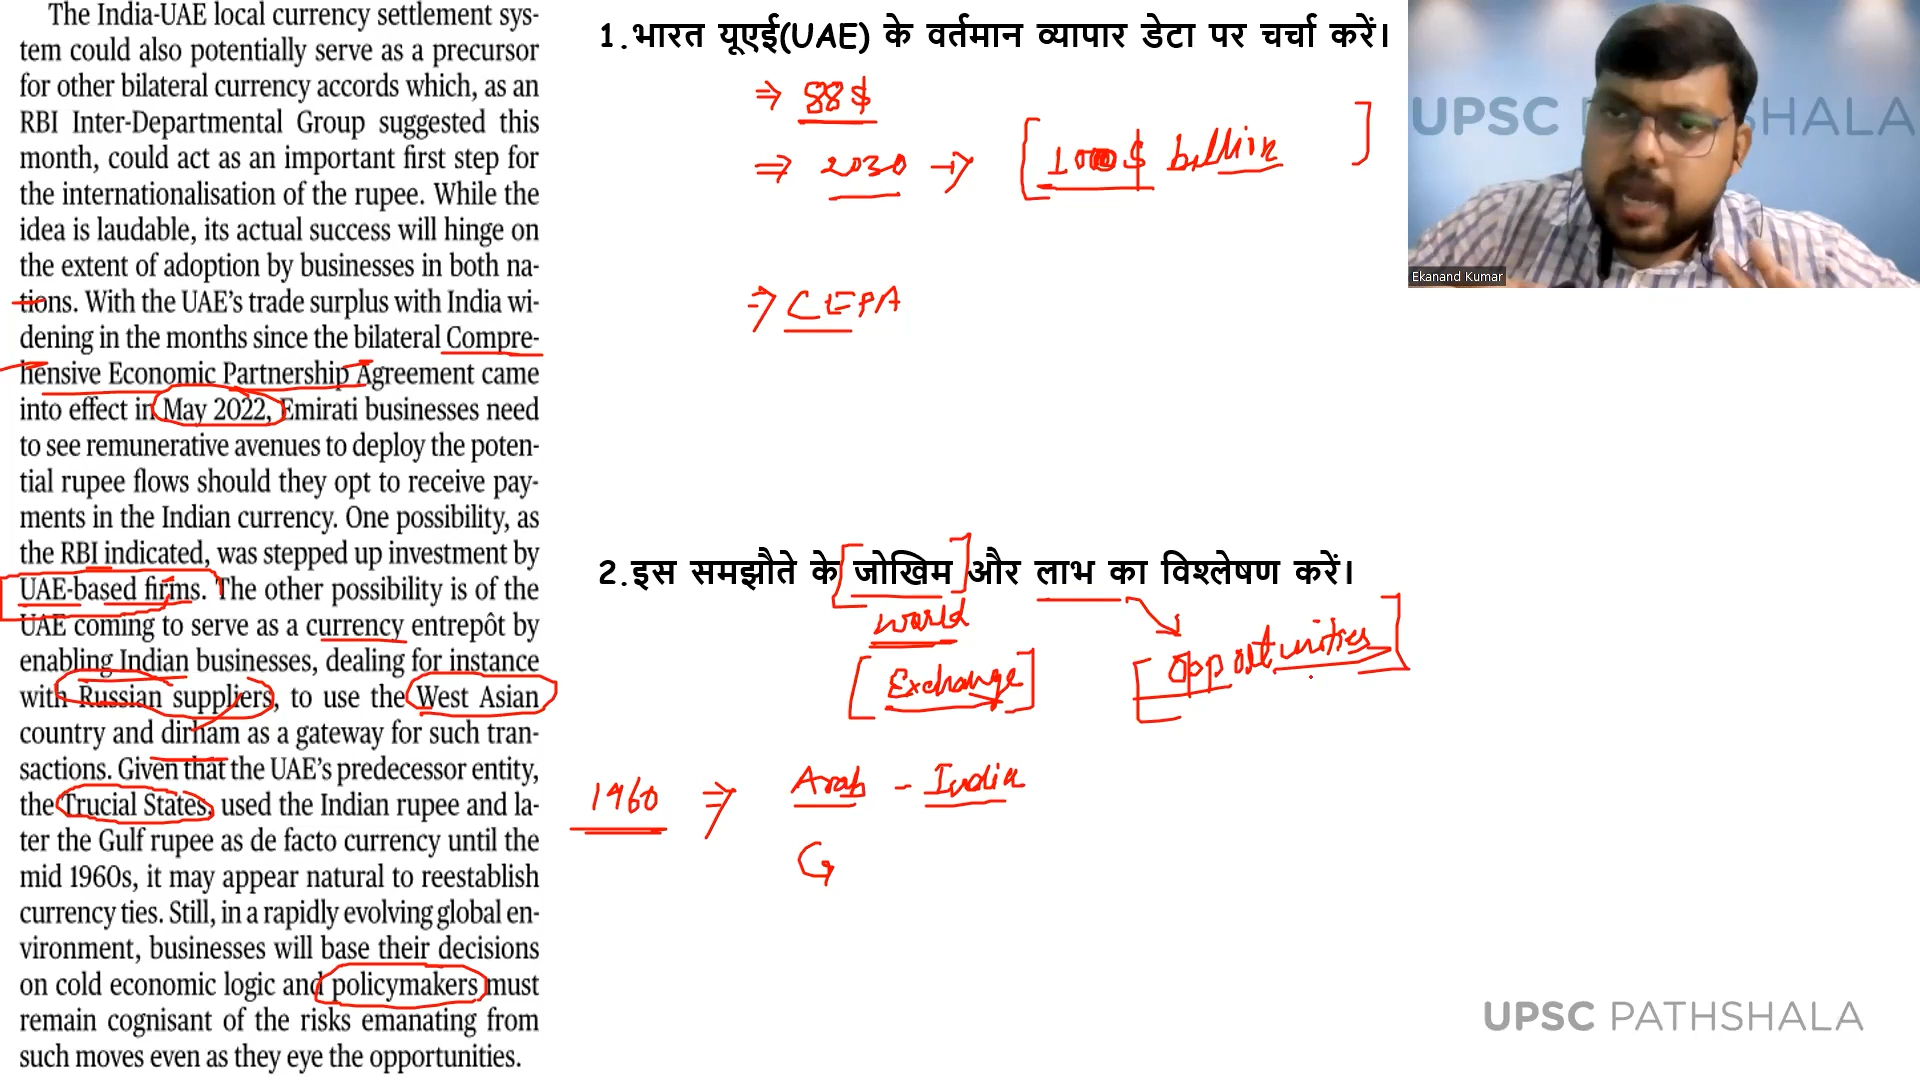 The India-UAE local currency settlement sys-
tem could also potentially serve as a precursor
for other bilateral currency accords which, as an
RBI Inter-Departmental Group suggested this
month, could act as an important first step for
the internationalisation of the rupee. While the
idea is laudable, its actual success will hinge on
the extent of adoption by businesses in both na-
tions. With the UAE's trade surplus with India wi-
dening in the months since the bilateral Compre-
hensive Economic Partnership Agreement came
into effect in May 2022, Emirati businesses need
to see remunerative avenues to deploy the poten-
tial rupee flows should they opt to receive pay-
ments in the Indian currency. One possibility, as
the RBI indicated, was stepped up investment by
UAE-based firms. The other possibility is of the
UAE coming to serve as a currency entrepôt by
enabling Indian businesses, dealing for instance
with Russian suppliers, to use the West Asian
country and dirham as a gateway for such tran-
sactions. Given that the UAE's predecessor entity,
the Trucial States, used the Indian rupee and la-
ter the Gulf rupee as de facto currency until the
mid 1960s, it may appear natural to reestablish
currency ties. Still, in a rapidly evolving global en-
vironment, businesses will base their decisions
on cold economic logic and policymakers must
remain cognisant of the risks emanating from
such moves even as they eye the opportunities.
1.भारत यूएई(UAE) के वर्तमान व्यापार डेटा पर चर्चा करें।
⇒ 88$
⇒ 2030 → [100$ billion]
⇒ CEPA
2.इस समझौते के [जोखिम] और लाभ का विश्लेषण करें।
world
[Exchange] [opportunities]
1960 ⇒ Arab - India
G
UPSC PATHSHALA
Ekanand Kumar
UPSC PATHSHALA